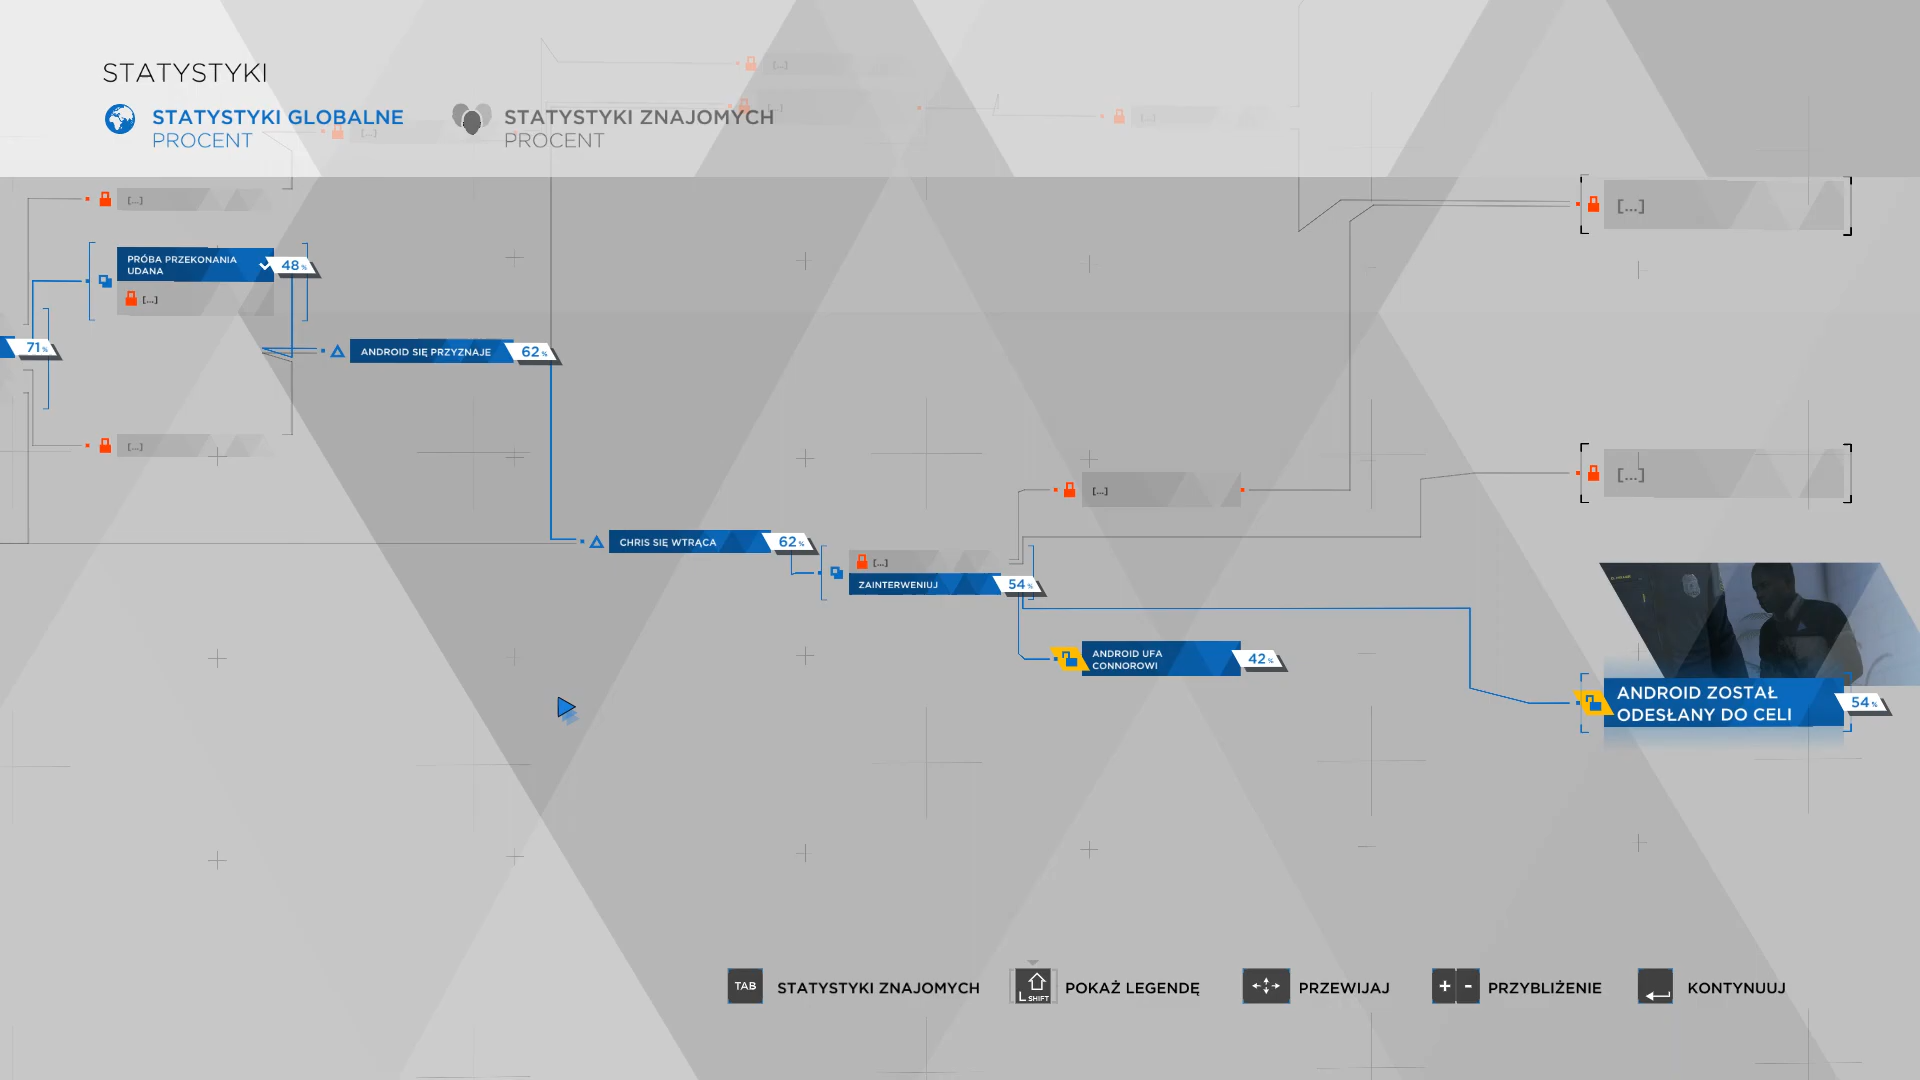 STATYSTYKI
STATYSTYKI GLOBALNE
PROCENT
STATYSTYKI ZNAJOMYCH
PROCENT
[...]
[...]
[...]
[...]
[...]
[...]
PRÓBA PRZEKONANIA
UDANA
48%
[...]
71%
ANDROID SIĘ PRZYZNAJE
62%
[...]
[...]
[...]
CHRIS SIĘ WTRĄCA
62%
[...]
ZAINTERWENIUJ
54%
ANDROID UFA
CONNOROWI
42%
ANDROID ZOSTAŁ
ODESŁANY DO CELI
54%
TAB
STATYSTYKI ZNAJOMYCH
L SHIFT
POKAŻ LEGENDĘ
PRZEWIJAJ
+ -
PRZYBLIŻENIE
KONTYNUUJ